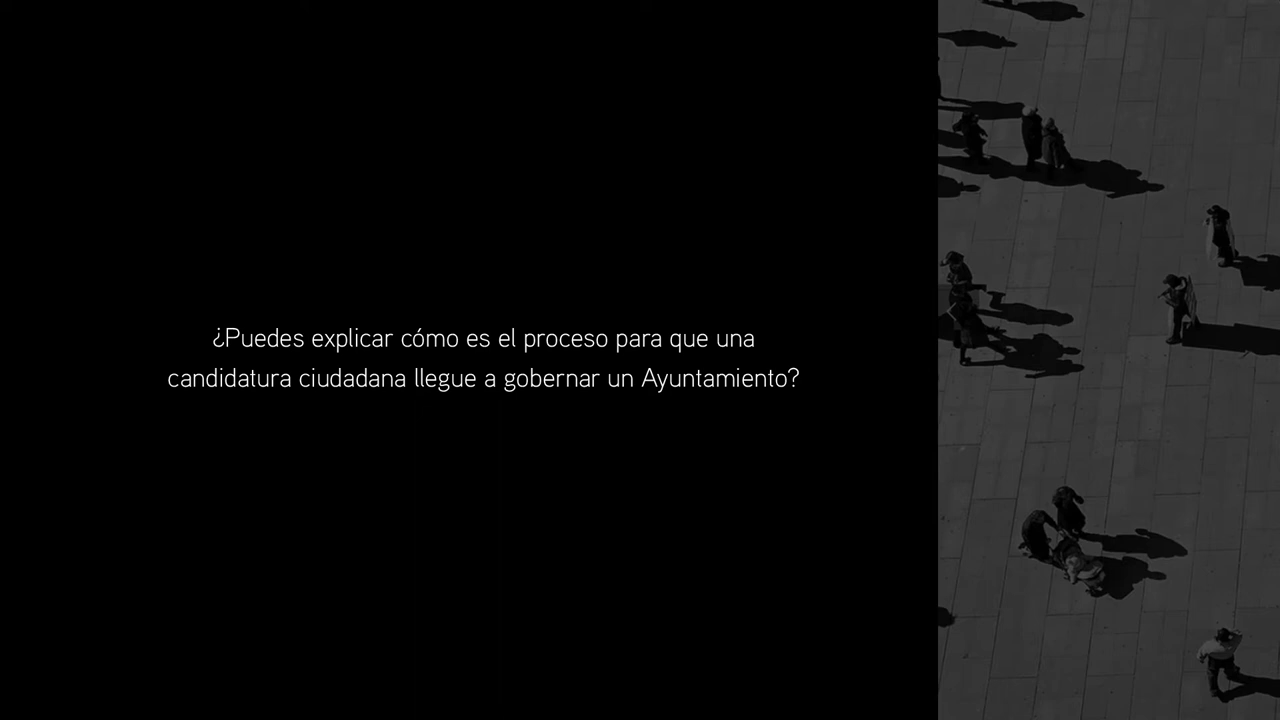 ¿Puedes explicar cómo es el proceso para que una
candidatura ciudadana llegue a gobernar un Ayuntamiento?